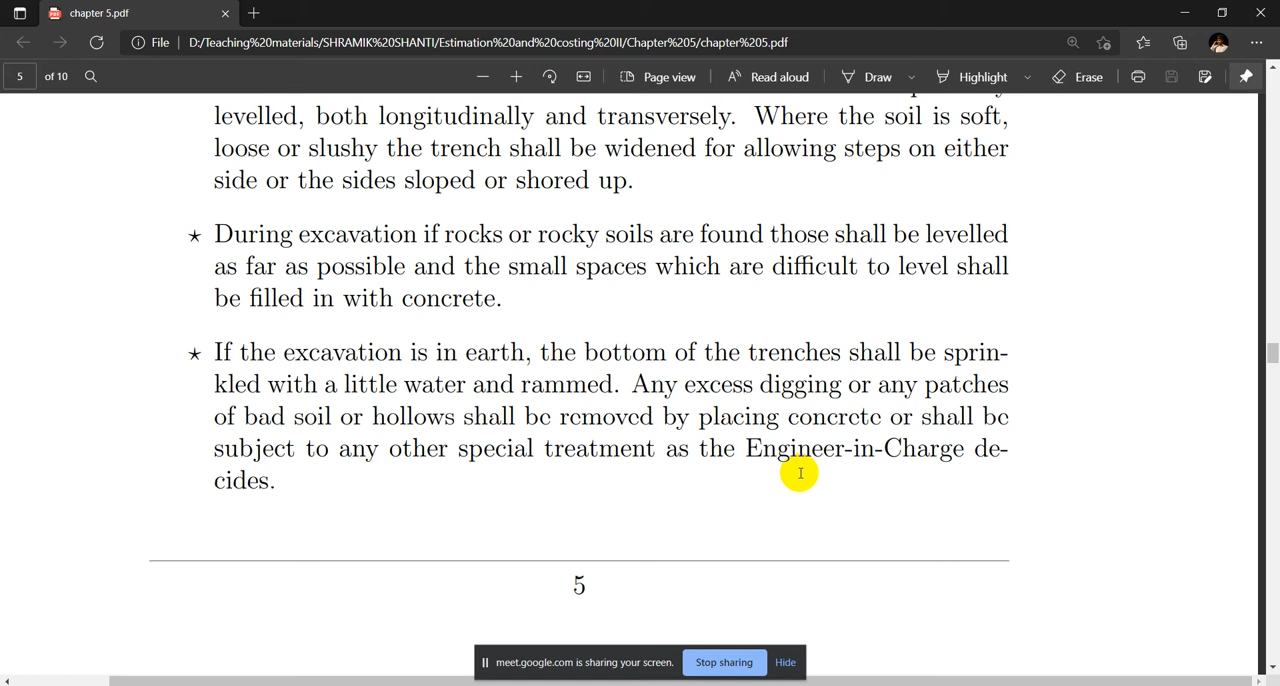 chapter 5.pdf
File
D:/Teaching%20materials/SHRAMIK%20SHANTI/Estimation%20and%20costing%20II/Chapter%205/chapter%205.pdf
5 of 10
Page view
Read aloud
Draw
Highlight
Erase
levelled, both longitudinally and transversely. Where the soil is soft,
loose or slushy the trench shall be widened for allowing steps on either
side or the sides sloped or shored up.
⋆ During excavation if rocks or rocky soils are found those shall be levelled
as far as possible and the small spaces which are difficult to level shall
be filled in with concrete.
⋆ If the excavation is in earth, the bottom of the trenches shall be sprin-
kled with a little water and rammed. Any excess digging or any patches
of bad soil or hollows shall be removed by placing concrete or shall be
subject to any other special treatment as the Engineer-in-Charge de-
cides.
5
meet.google.com is sharing your screen.
Stop sharing
Hide